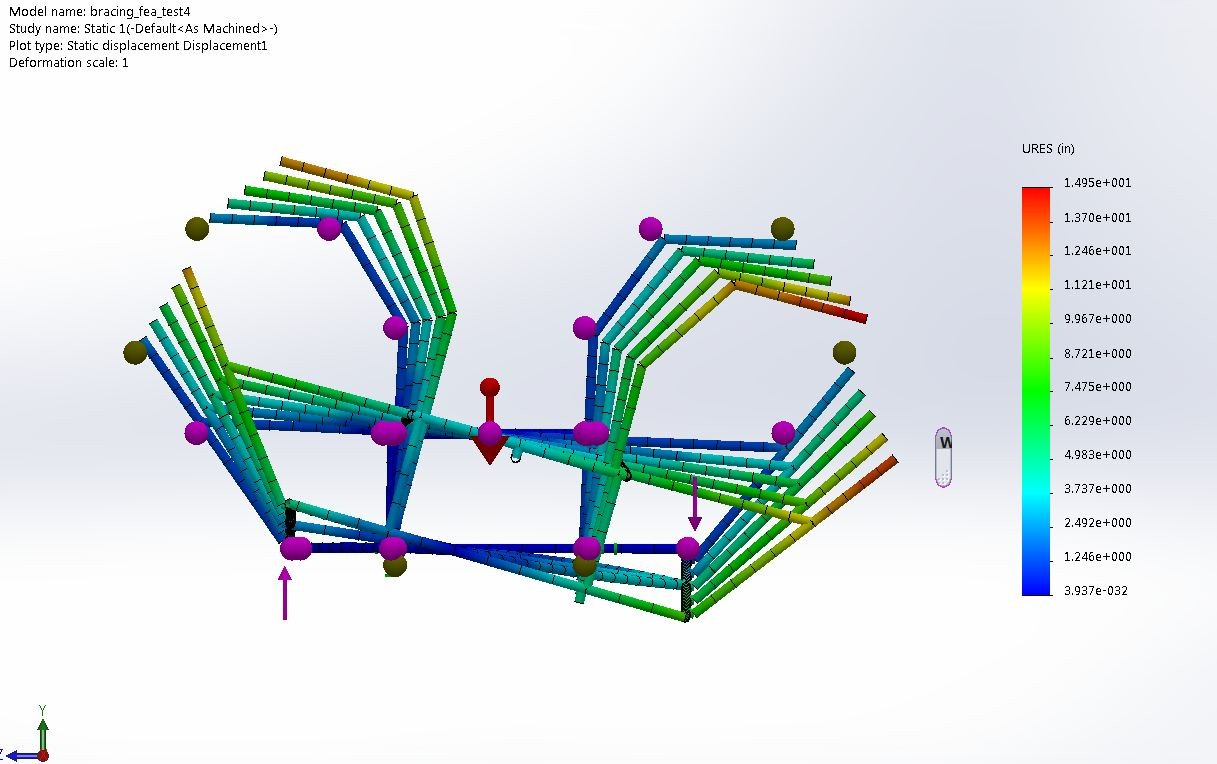 Model name: bracing_fea_test4
Study name: Static 1(-Default<As Machined>-)
Plot type: Static displacement Displacement1
Deformation scale: 1
URES (in)
1.495e+001
1.370e+001
1.246e+001
1.121e+001
9.967e+000
8.721e+000
7.475e+000
6.229e+000
4.983e+000
3.737e+000
2.492e+000
1.246e+000
3.937e-032
W
Y
Z